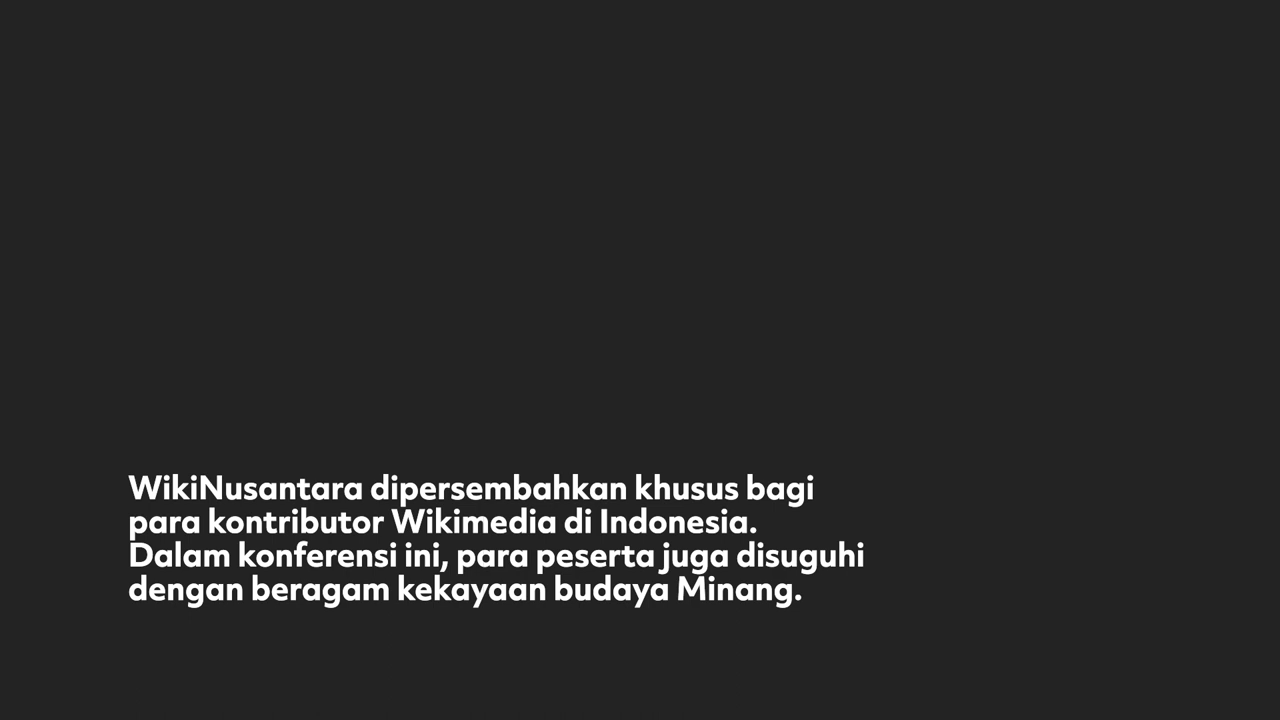 WikiNusantara dipersembahkan khusus bagi
para kontributor Wikimedia di Indonesia.
Dalam konferensi ini, para peserta juga disuguhi
dengan beragam kekayaan budaya Minang.